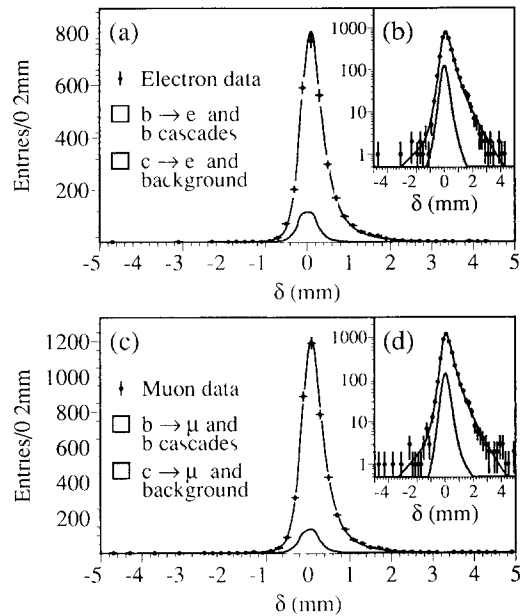 (a)
800
600
400
200
Entries/0 2mm
Electron data
b → e and
b cascades
c → e and
background
-5 -4 -3 -2 -1 0 1 2 3 4 5
δ (mm)
(b)
1000
100
10
1
-4 -2 0 2 4
δ (mm)
(c)
1200
1000
800
600
400
200
Entries/0 2mm
Muon data
b → μ and
b cascades
c → μ and
background
-5 -4 -3 -2 -1 0 1 2 3 4 5
δ (mm)
(d)
1000
100
10
1
-4 -2 0 2 4
δ (mm)